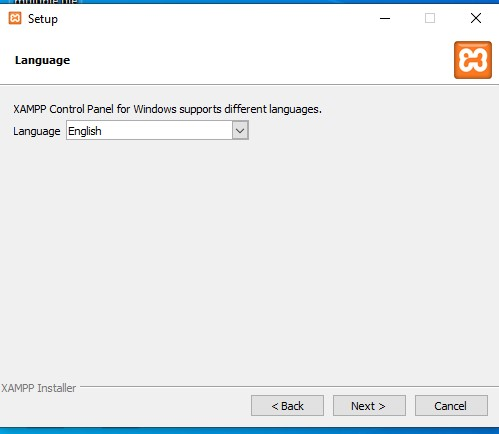 Setup
Language
XAMPP Control Panel for Windows supports different languages.
Language English
XAMPP Installer
< Back Next > Cancel